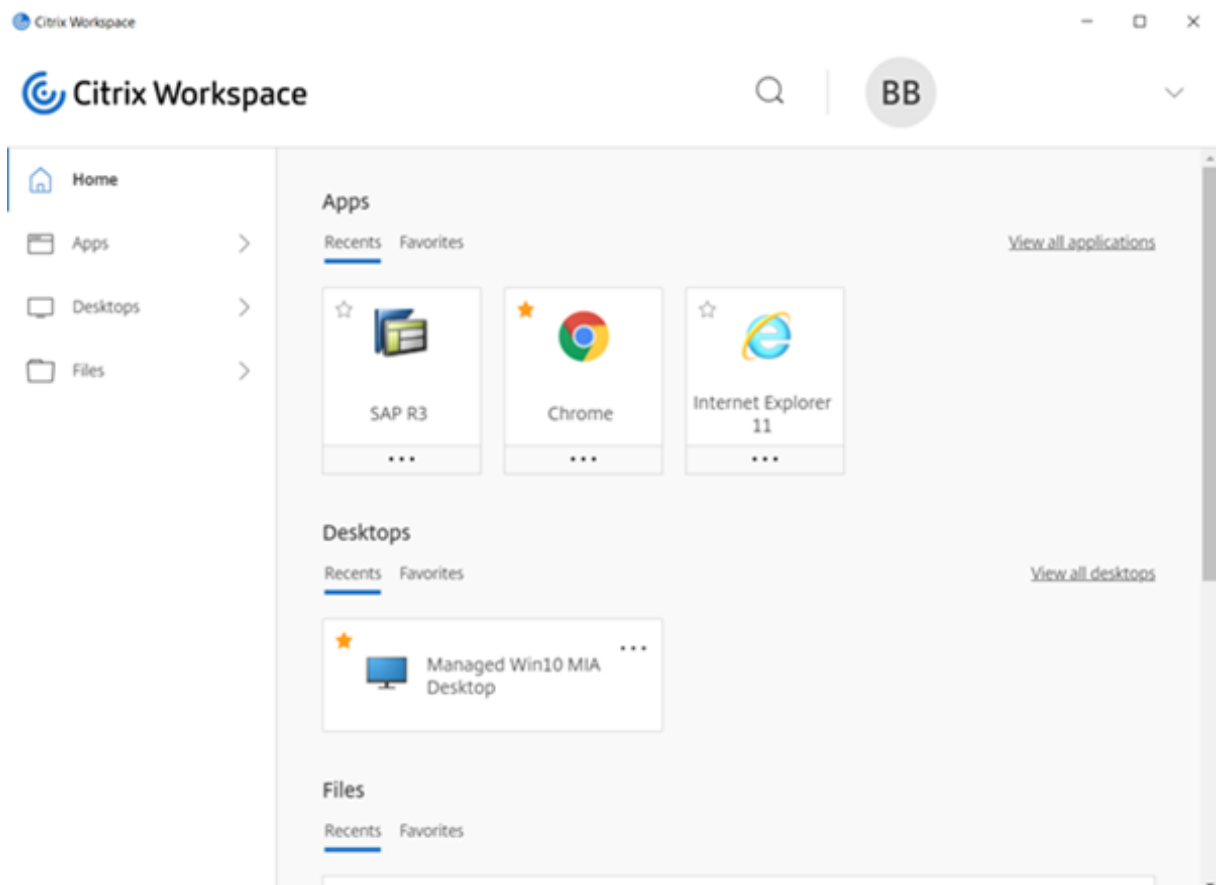 Citrix Workspace
Citrix Workspace
BB
Home
Apps
Desktops
Files
Apps
Recents Favorites
View all applications
SAP R3
Chrome
Internet Explorer
11
Desktops
Recents Favorites
View all desktops
Managed Win10 MIA
Desktop
Files
Recents Favorites